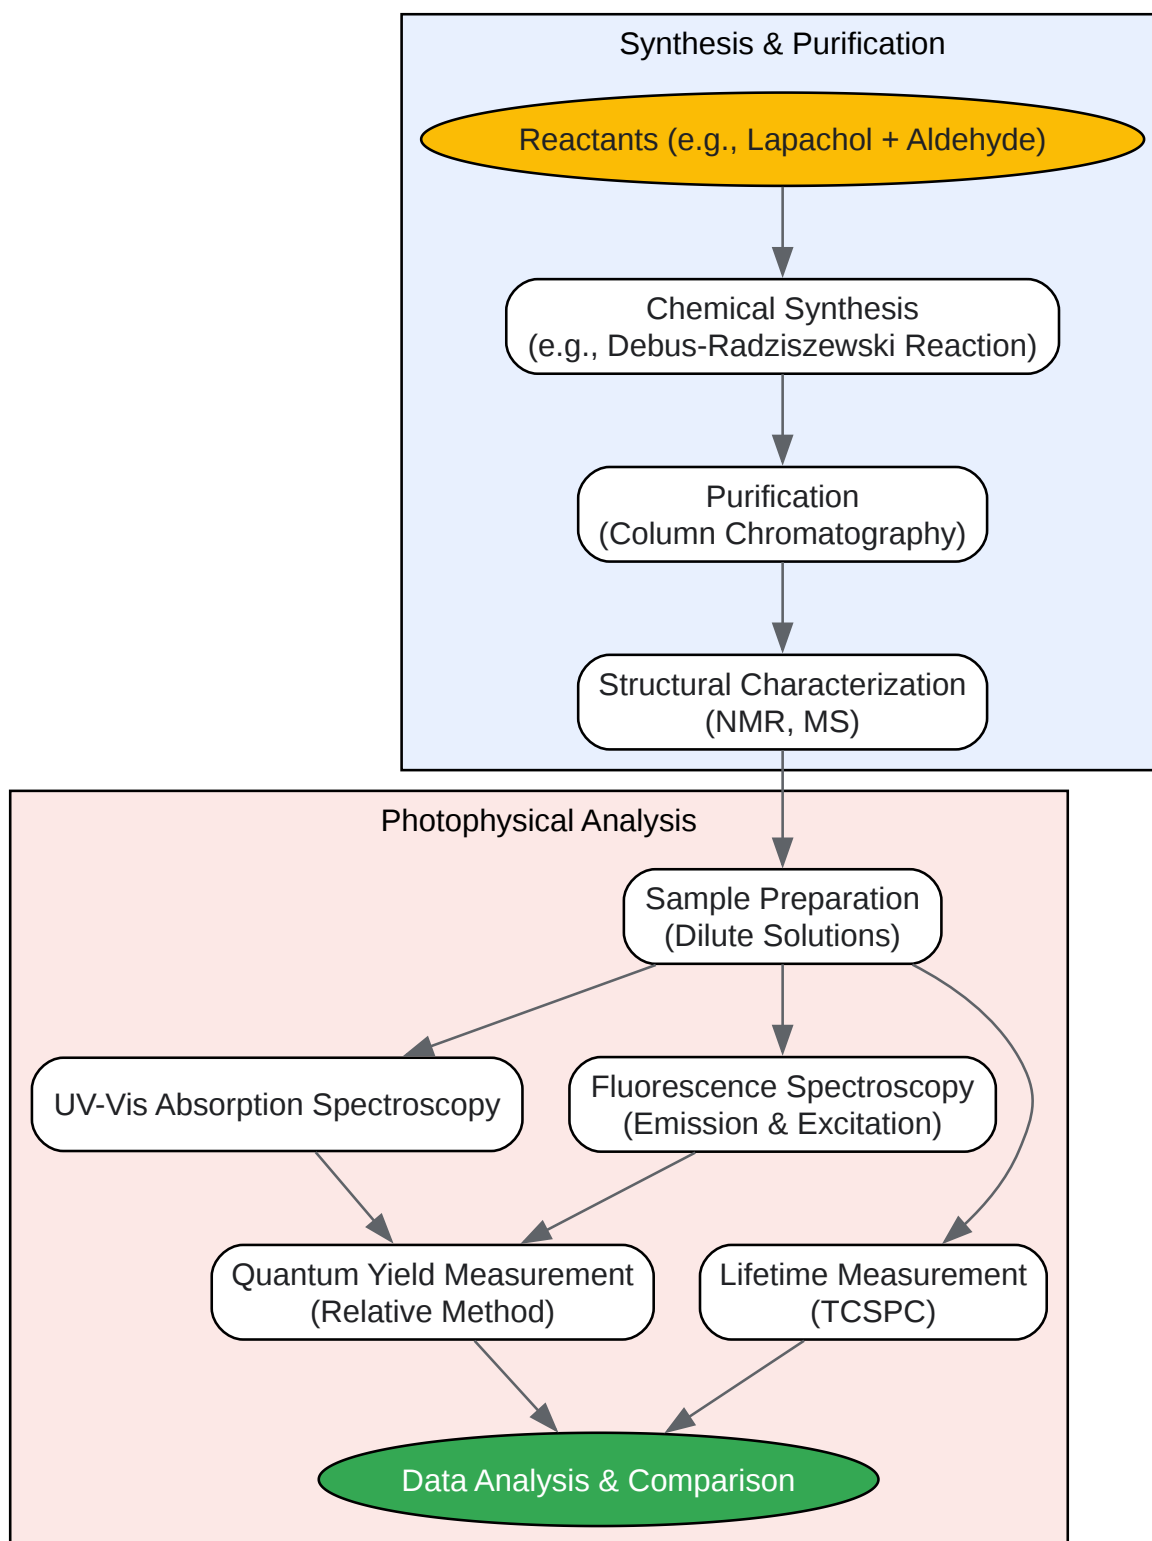 Synthesis & Purification
Reactants (e.g., Lapachol + Aldehyde)
Chemical Synthesis
(e.g., Debus-Radziszewski Reaction)
Purification
(Column Chromatography)
Structural Characterization
(NMR, MS)
Photophysical Analysis
Sample Preparation
(Dilute Solutions)
UV-Vis Absorption Spectroscopy
Fluorescence Spectroscopy
(Emission & Excitation)
Quantum Yield Measurement
(Relative Method)
Lifetime Measurement
(TCSPC)
Data Analysis & Comparison